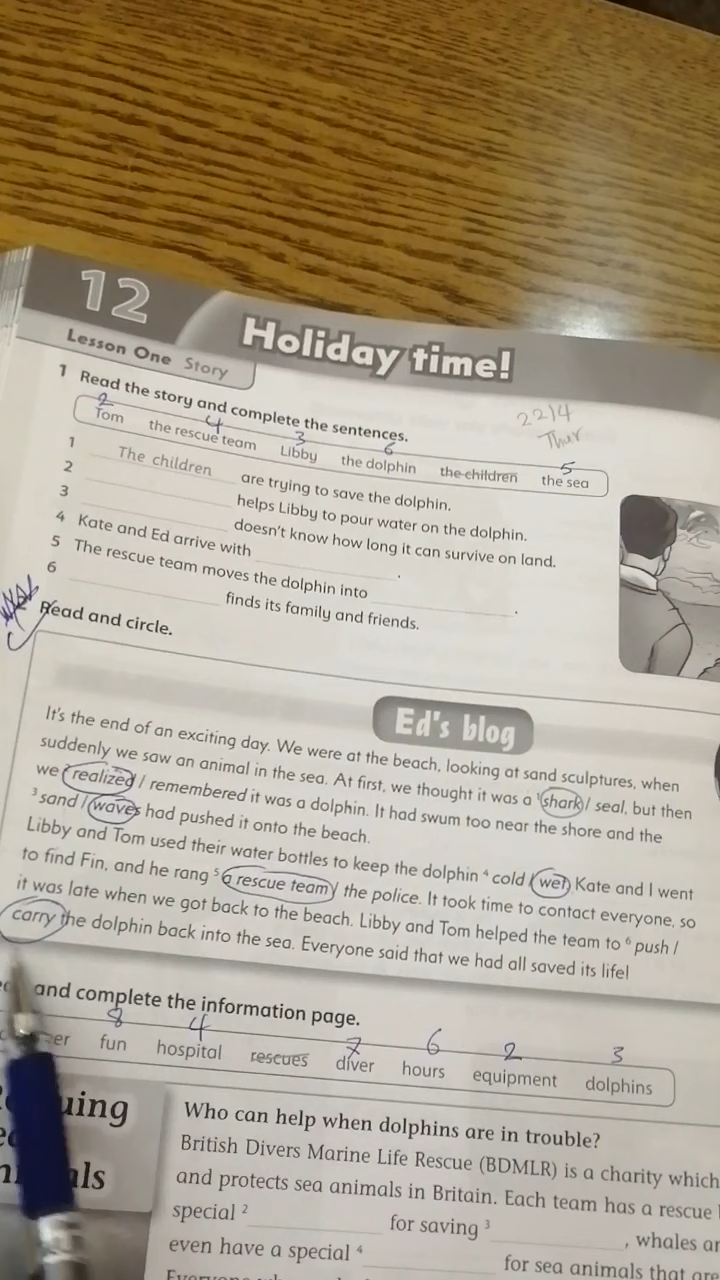 12
Holiday time!
Lesson One Story
22/4
Thur
1 Read the story and complete the sentences.
2 4 3 6 5
Tom the rescue team Libby the dolphin the children the sea
1 The children are trying to save the dolphin.
2 helps Libby to pour water on the dolphin.
3 doesn't know how long it can survive on land.
4 Kate and Ed arrive with .
5 The rescue team moves the dolphin into .
6 finds its family and friends.
Read and circle.
Ed's blog
It's the end of an exciting day. We were at the beach, looking at sand sculptures, when
suddenly we saw an animal in the sea. At first, we thought it was a ¹shark / seal, but then
we realized / remembered it was a dolphin. It had swum too near the shore and the
³sand / waves had pushed it onto the beach.
Libby and Tom used their water bottles to keep the dolphin ⁴cold / wet. Kate and I went
to find Fin, and he rang ⁵a rescue team / the police. It took time to contact everyone, so
it was late when we got back to the beach. Libby and Tom helped the team to ⁶push /
carry the dolphin back into the sea. Everyone said that we had all saved its life!
and complete the information page.
8 4 7 6 2 3
fun hospital rescues diver hours equipment dolphins
Who can help when dolphins are in trouble?
British Divers Marine Life Rescue (BDMLR) is a charity which
and protects sea animals in Britain. Each team has a rescue
special ² for saving ³ , whales
even have a special ⁴ for sea animals that